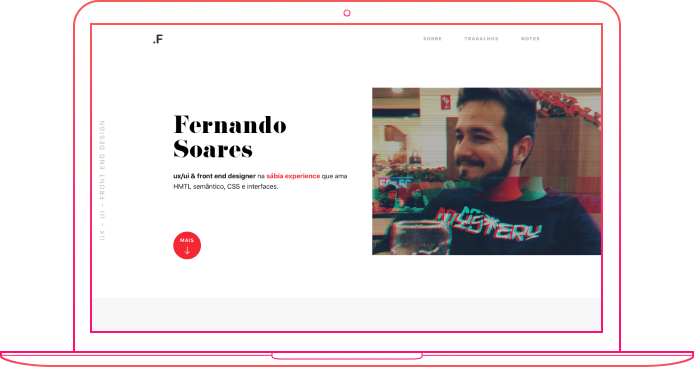 .F
SOBRE TRABALHOS NOTES
UX – UI – FRONT END DESIGN
Fernando
Soares
ux/ui & front end designer na sábia experience que ama
HMTL semântico, CSS e interfaces.
MAIS
MYSTERY